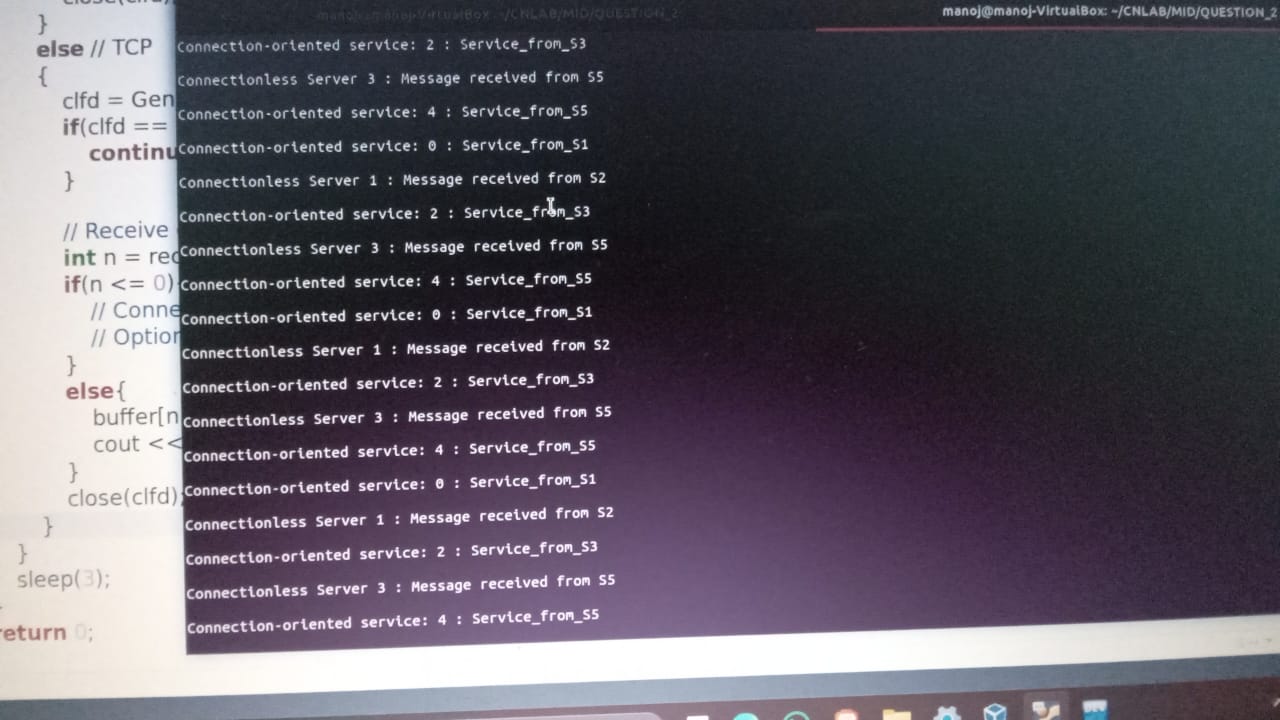 manoj@manoj-VirtualBox: ~/CNLAB/MID/QUESTION_2
manoj@manoj-VirtualBox: ~/CNLAB/MID/QUESTION_2
}
else // TCP
{
clfd = Gen
if(clfd ==
continu
}
// Receive
int n = rec
if(n <= 0)
// Conne
// Option
}
else{
buffer[n
cout <<
}
close(clfd);
}
}
sleep(3);
return 0;
Connection-oriented service: 2 : Service_from_S3
Connectionless Server 3 : Message received from S5
Connection-oriented service: 4 : Service_from_S5
Connection-oriented service: 0 : Service_from_S1
Connectionless Server 1 : Message received from S2
Connection-oriented service: 2 : Service_from_S3
Connectionless Server 3 : Message received from S5
Connection-oriented service: 4 : Service_from_S5
Connection-oriented service: 0 : Service_from_S1
Connectionless Server 1 : Message received from S2
Connection-oriented service: 2 : Service_from_S3
Connectionless Server 3 : Message received from S5
Connection-oriented service: 4 : Service_from_S5
Connection-oriented service: 0 : Service_from_S1
Connectionless Server 1 : Message received from S2
Connection-oriented service: 2 : Service_from_S3
Connectionless Server 3 : Message received from S5
Connection-oriented service: 4 : Service_from_S5